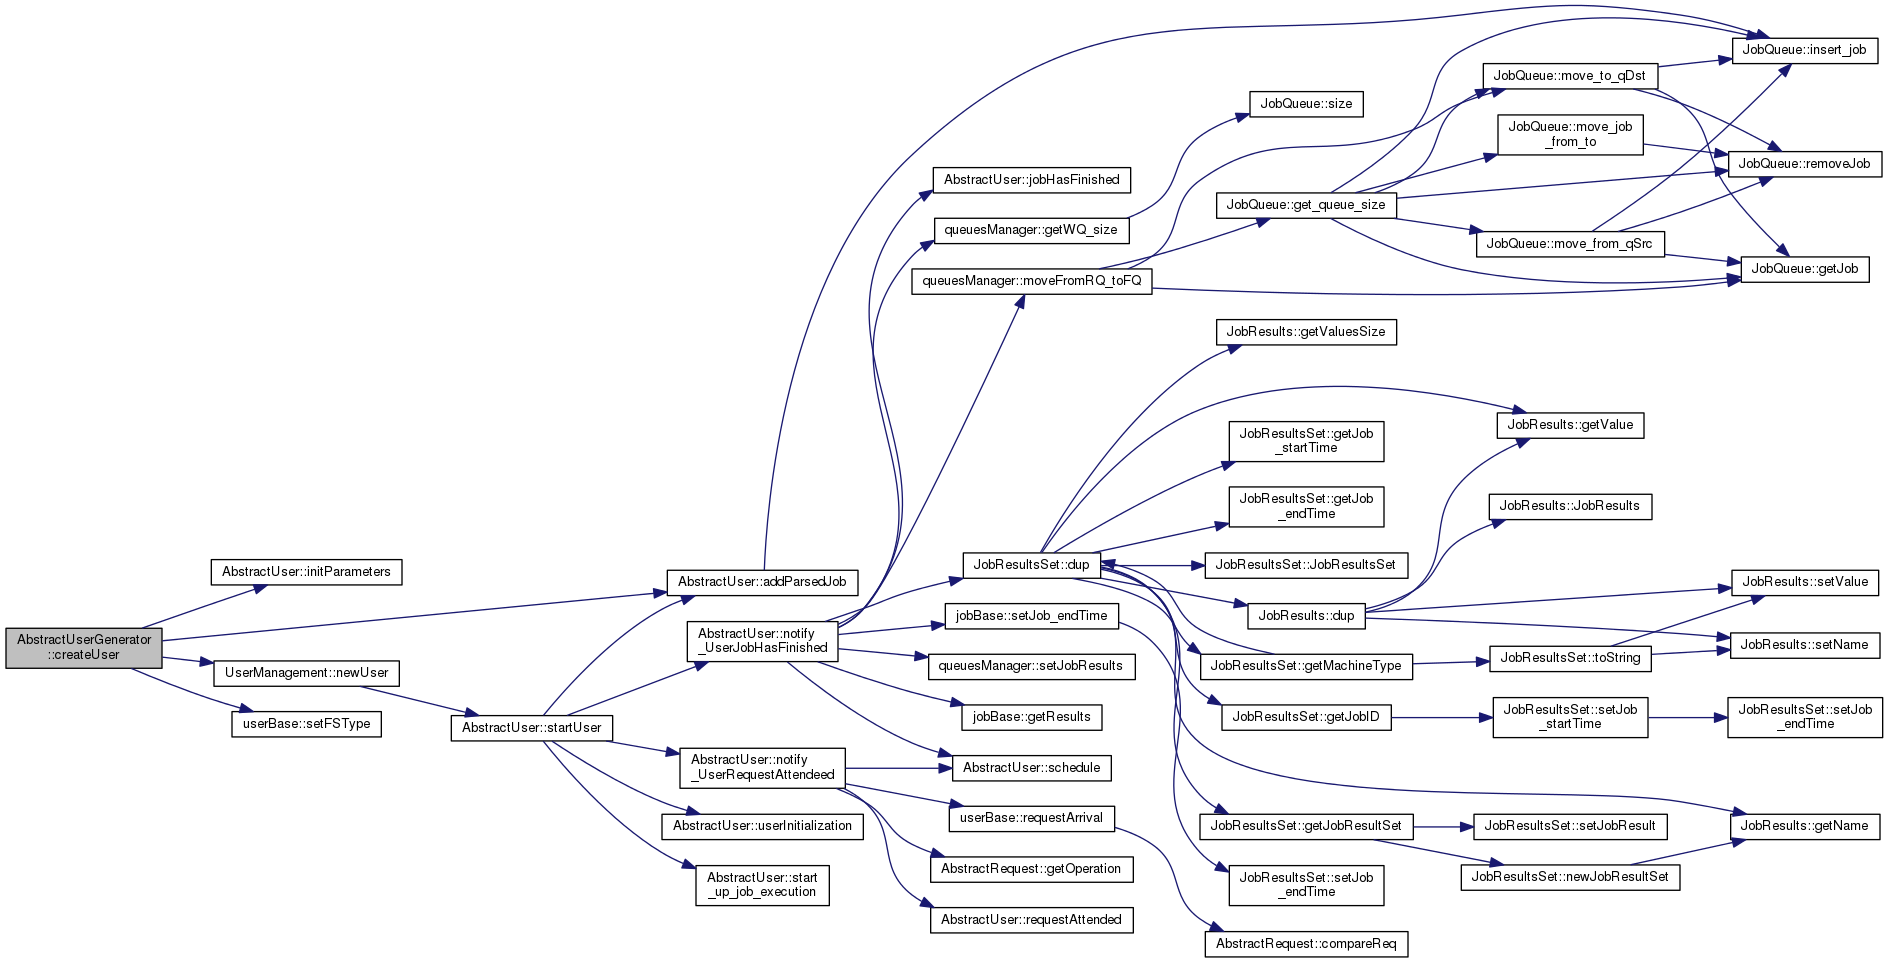 AbstractUserGenerator
::createUser
AbstractUser::initParameters
UserManagement::newUser
userBase::setFSType
AbstractUser::startUser
AbstractUser::addParsedJob
AbstractUser::notify
_UserJobHasFinished
AbstractUser::notify
_UserRequestAttendeed
AbstractUser::userInitialization
AbstractUser::start
_up_job_execution
AbstractUser::jobHasFinished
queuesManager::getWQ_size
queuesManager::moveFromRQ_toFQ
JobResultsSet::dup
jobBase::setJob_endTime
queuesManager::setJobResults
jobBase::getResults
AbstractUser::schedule
userBase::requestArrival
AbstractRequest::getOperation
AbstractUser::requestAttended
JobQueue::size
JobQueue::get_queue_size
JobResults::getValuesSize
JobResultsSet::getJob
_startTime
JobResultsSet::getJob
_endTime
JobResultsSet::JobResultsSet
JobResults::dup
JobResultsSet::getMachineType
JobResultsSet::getJobID
JobResultsSet::getJobResultSet
JobResultsSet::setJob
_endTime
AbstractRequest::compareReq
JobQueue::move_to_qDst
JobQueue::move_job
_from_to
JobQueue::move_from_qSrc
JobResults::getValue
JobResults::JobResults
JobResultsSet::toString
JobResultsSet::setJob
_startTime
JobResultsSet::setJobResult
JobResultsSet::newJobResultSet
JobQueue::insert_job
JobQueue::removeJob
JobQueue::getJob
JobResults::setValue
JobResults::setName
JobResultsSet::setJob
_endTime
JobResults::getName